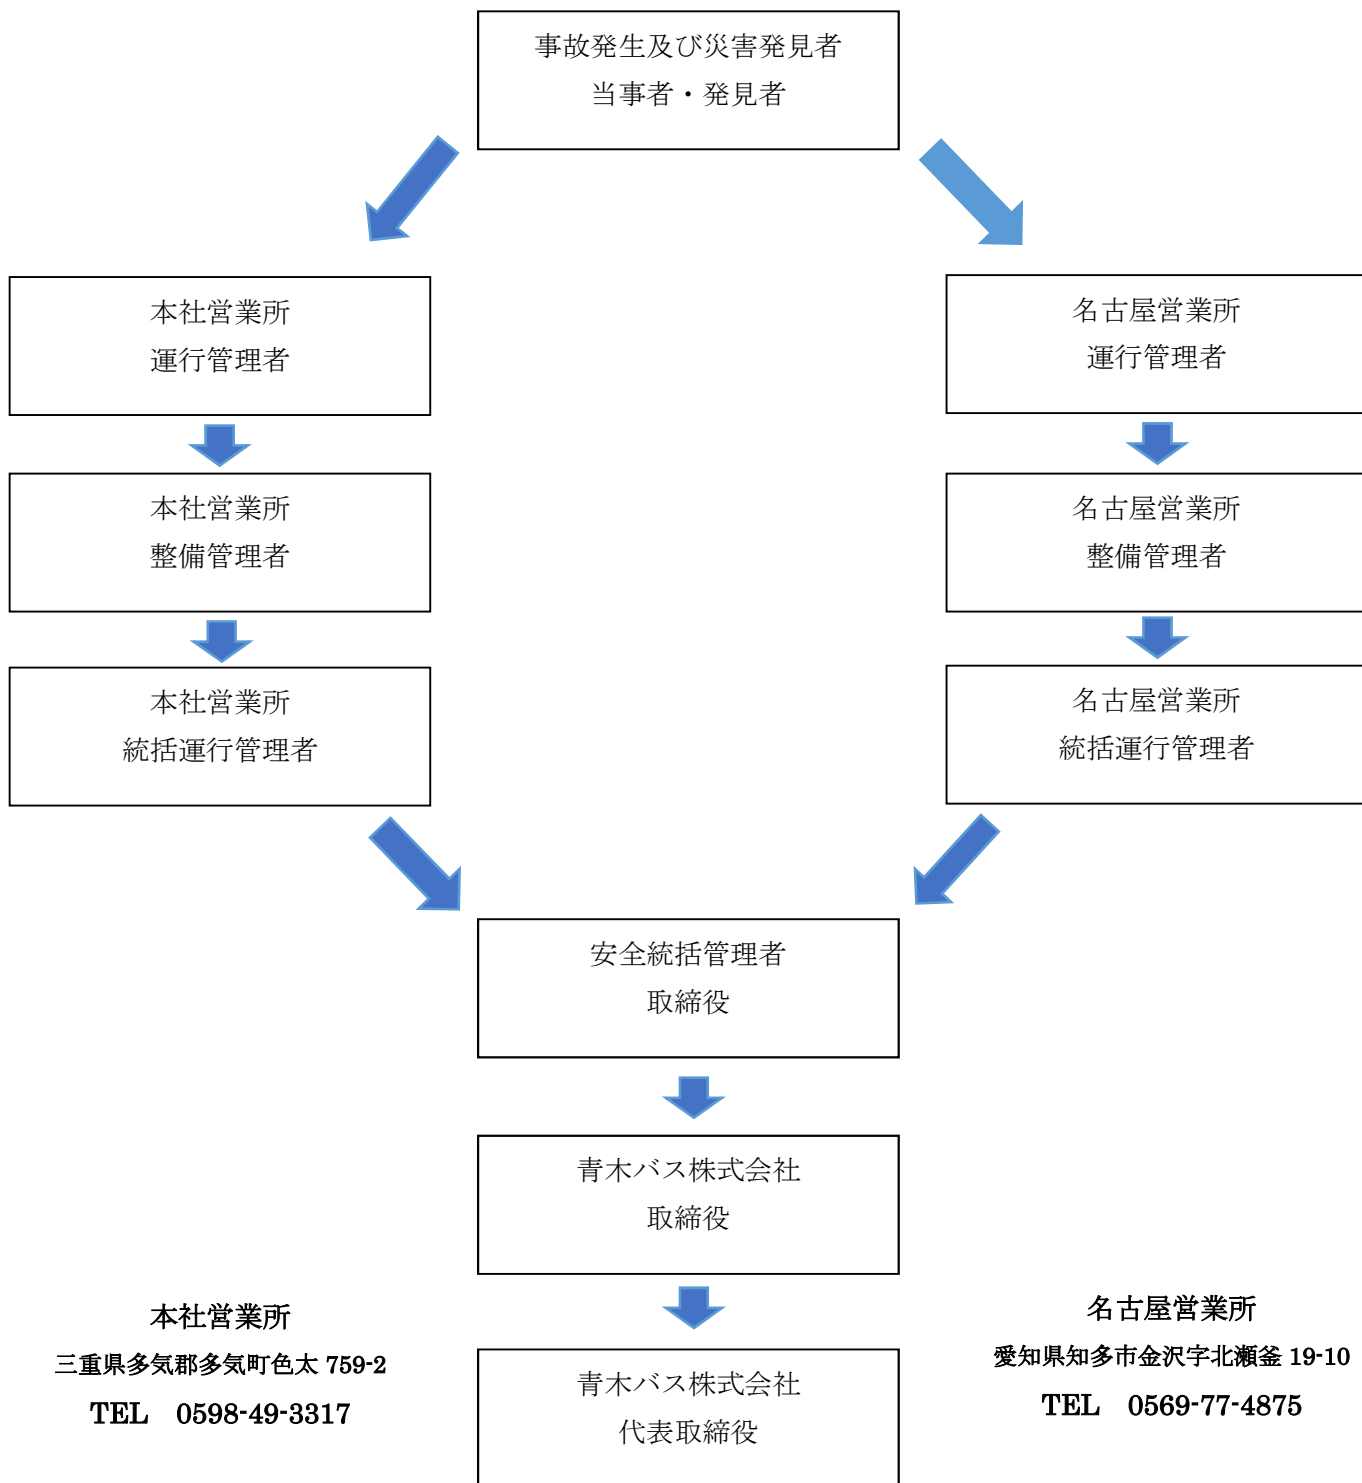 事故発生及び災害発見者
当事者・発見者
本社営業所
運行管理者
名古屋営業所
運行管理者
本社営業所
整備管理者
名古屋営業所
整備管理者
本社営業所
統括運行管理者
名古屋営業所
統括運行管理者
安全統括管理者
取締役
青木バス株式会社
取締役
青木バス株式会社
代表取締役
本社営業所
三重県多気郡多気町色太 759-2
TEL　0598-49-3317
名古屋営業所
愛知県知多市金沢字北瀬釜 19-10
TEL　0569-77-4875